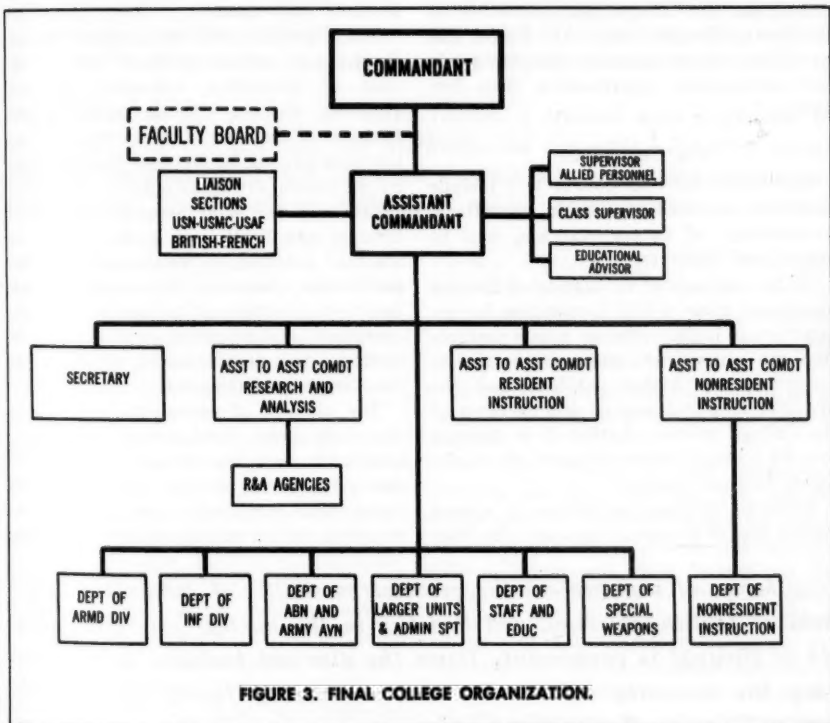 COMMANDANT
FACULTY BOARD
LIAISON
SECTIONS
USN-USMC-USAF
BRITISH-FRENCH
ASSISTANT
COMMANDANT
SUPERVISOR
ALLIED PERSONNEL
CLASS SUPERVISOR
EDUCATIONAL
ADVISOR
SECRETARY
ASST TO ASST COMDT
RESEARCH AND
ANALYSIS
ASST TO ASST COMDT
RESIDENT
INSTRUCTION
ASST TO ASST COMDT
NONRESIDENT
INSTRUCTION
R&A AGENCIES
DEPT OF
ARMD DIV
DEPT OF
INF DIV
DEPT OF
ABN AND
ARMY AVN
DEPT OF
LARGER UNITS
& ADMIN SPT
DEPT OF
STAFF AND
EDUC
DEPT OF
SPECIAL
WEAPONS
DEPT OF
NONRESIDENT
INSTRUCTION
FIGURE 3. FINAL COLLEGE ORGANIZATION.